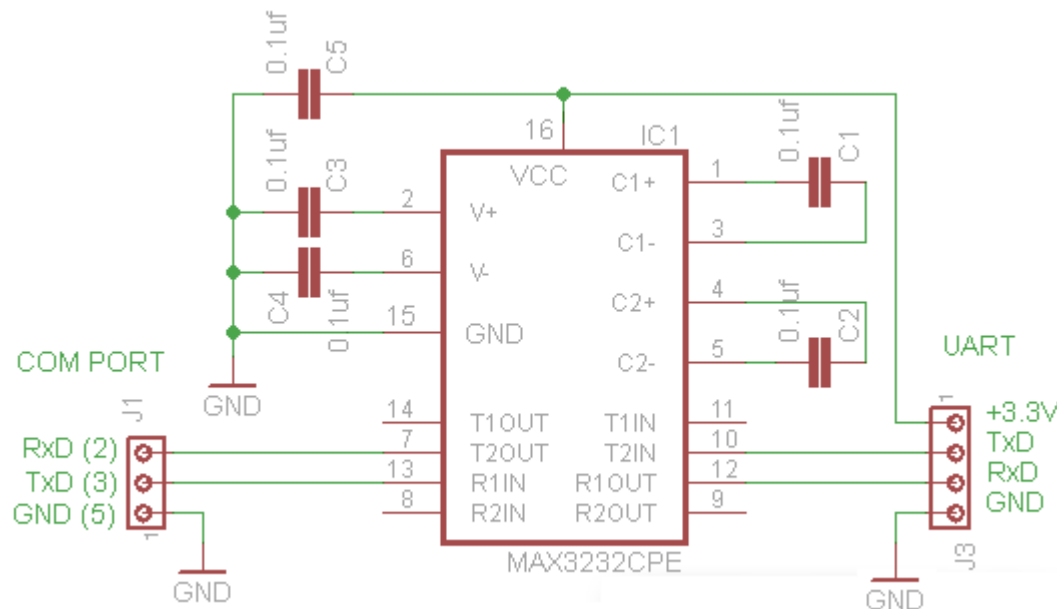 0.1uf
C5
16
IC1
0.1uf
C3
VCC
C1+
1
0.1uf
C1
2
V+
C1-
3
6
V-
C2+
4
C4
0.1uf
15
GND
0.1uf
C2
C2-
5
UART
COM PORT
GND
J1
14
T1OUT
T1IN
11
1
+3.3V
RxD (2)
7
T2OUT
T2IN
10
TxD
TxD (3)
13
R1IN
R1OUT
12
RxD
GND (5)
8
R2IN
R2OUT
9
GND
1
MAX3232CPE
J3
GND
GND